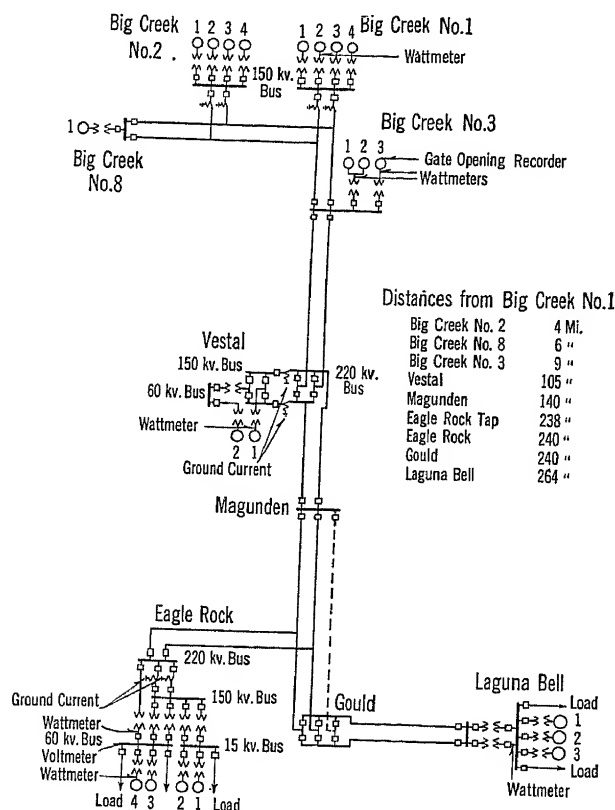 Big Creek
No.2
1 2 3 4
Big Creek No.1
1 2 3 4
Wattmeter
150 kv.
Bus
1
Big Creek
No.8
Big Creek No.3
1 2 3
Gate Opening Recorder
Wattmeters
Distances from Big Creek No.1
Big Creek No. 2 4 Mi.
Big Creek No. 8 6 "
Big Creek No. 3 9 "
Vestal 105 "
Magunden 140 "
Eagle Rock Tap 238 "
Eagle Rock 240 "
Gould 240 "
Laguna Bell 264 "
Vestal
150 kv. Bus
220 kv.
Bus
60 kv. Bus
Wattmeter
2 1
Ground Current
Magunden
Eagle Rock
220 kv. Bus
Ground Current
150 kv. Bus
Wattmeter
60 kv. Bus
15 kv. Bus
Voltmeter
Wattmeter
Load 4 3 2 1 Load
Gould
Laguna Bell
Load
1
2
3
Load
Wattmeter